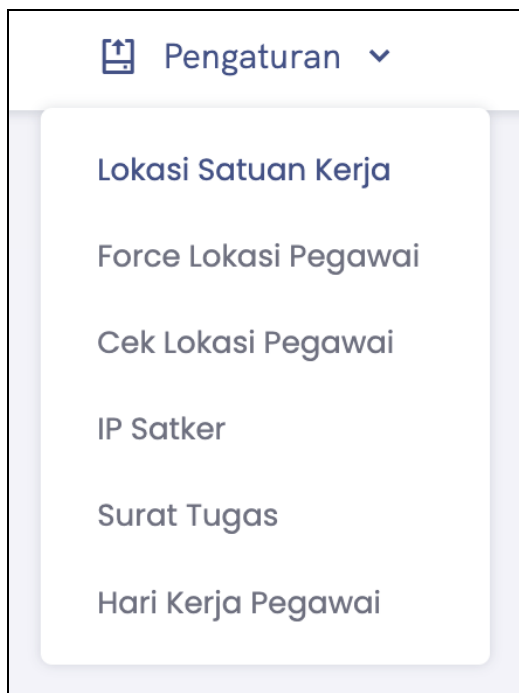 Pengaturan
Lokasi Satuan Kerja
Force Lokasi Pegawai
Cek Lokasi Pegawai
IP Satker
Surat Tugas
Hari Kerja Pegawai